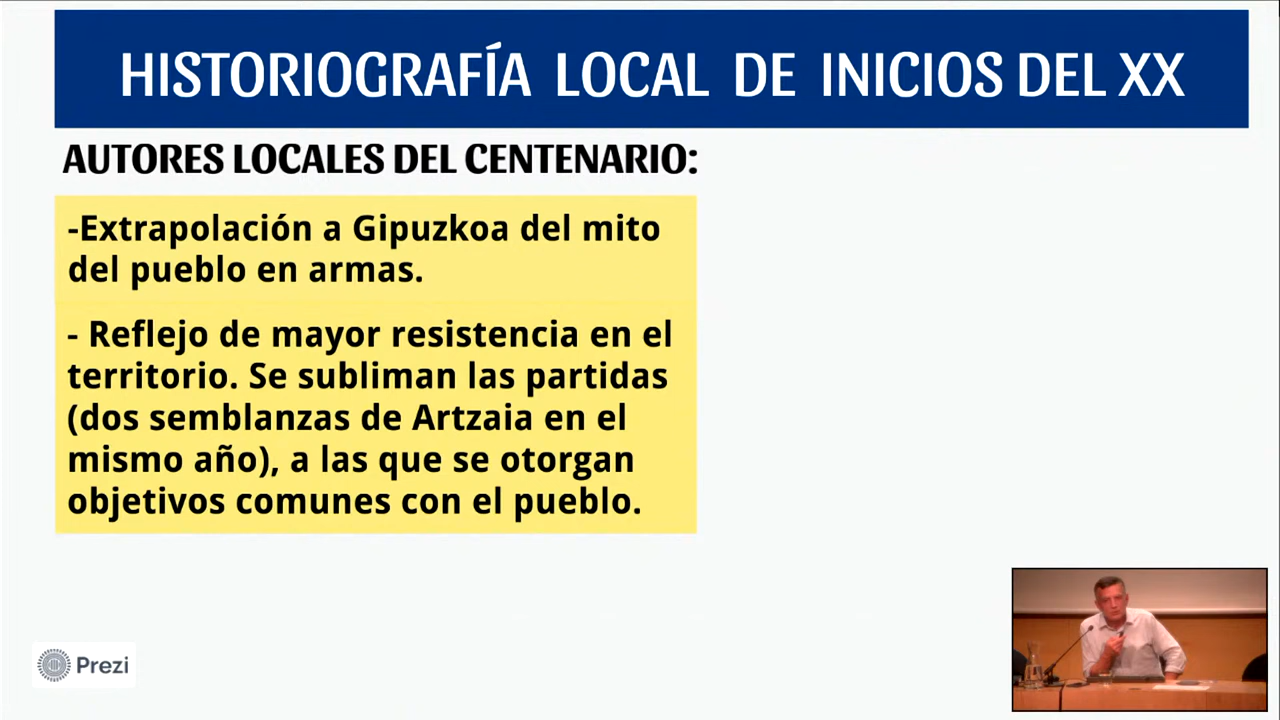 HISTORIOGRAFÍA LOCAL DE INICIOS DEL XX
AUTORES LOCALES DEL CENTENARIO:
-Extrapolación a Gipuzkoa del mito
del pueblo en armas.
- Reflejo de mayor resistencia en el
territorio. Se subliman las partidas
(dos semblanzas de Artzaia en el
mismo año), a las que se otorgan
objetivos comunes con el pueblo.
Prezi